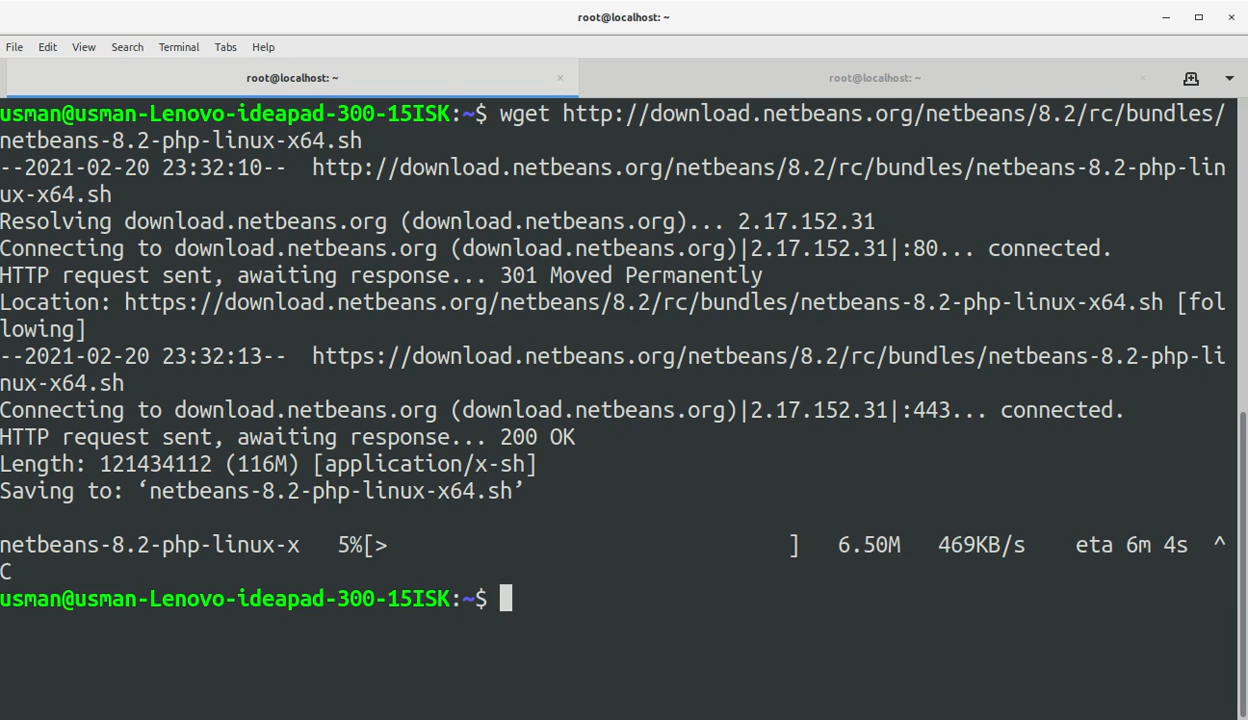 root@localhost: ~
File Edit View Search Terminal Tabs Help
root@localhost: ~ root@localhost: ~
usman@usman-Lenovo-ideapad-300-15ISK:~$ wget http://download.netbeans.org/netbeans/8.2/rc/bundles/
netbeans-8.2-php-linux-x64.sh
--2021-02-20 23:32:10--  http://download.netbeans.org/netbeans/8.2/rc/bundles/netbeans-8.2-php-lin
ux-x64.sh
Resolving download.netbeans.org (download.netbeans.org)... 2.17.152.31
Connecting to download.netbeans.org (download.netbeans.org)|2.17.152.31|:80... connected.
HTTP request sent, awaiting response... 301 Moved Permanently
Location: https://download.netbeans.org/netbeans/8.2/rc/bundles/netbeans-8.2-php-linux-x64.sh [fol
lowing]
--2021-02-20 23:32:13--  https://download.netbeans.org/netbeans/8.2/rc/bundles/netbeans-8.2-php-li
nux-x64.sh
Connecting to download.netbeans.org (download.netbeans.org)|2.17.152.31|:443... connected.
HTTP request sent, awaiting response... 200 OK
Length: 121434112 (116M) [application/x-sh]
Saving to: ‘netbeans-8.2-php-linux-x64.sh’
netbeans-8.2-php-linux-x   5%[>                                ]   6.50M   469KB/s    eta 6m 4s  ^
C
usman@usman-Lenovo-ideapad-300-15ISK:~$